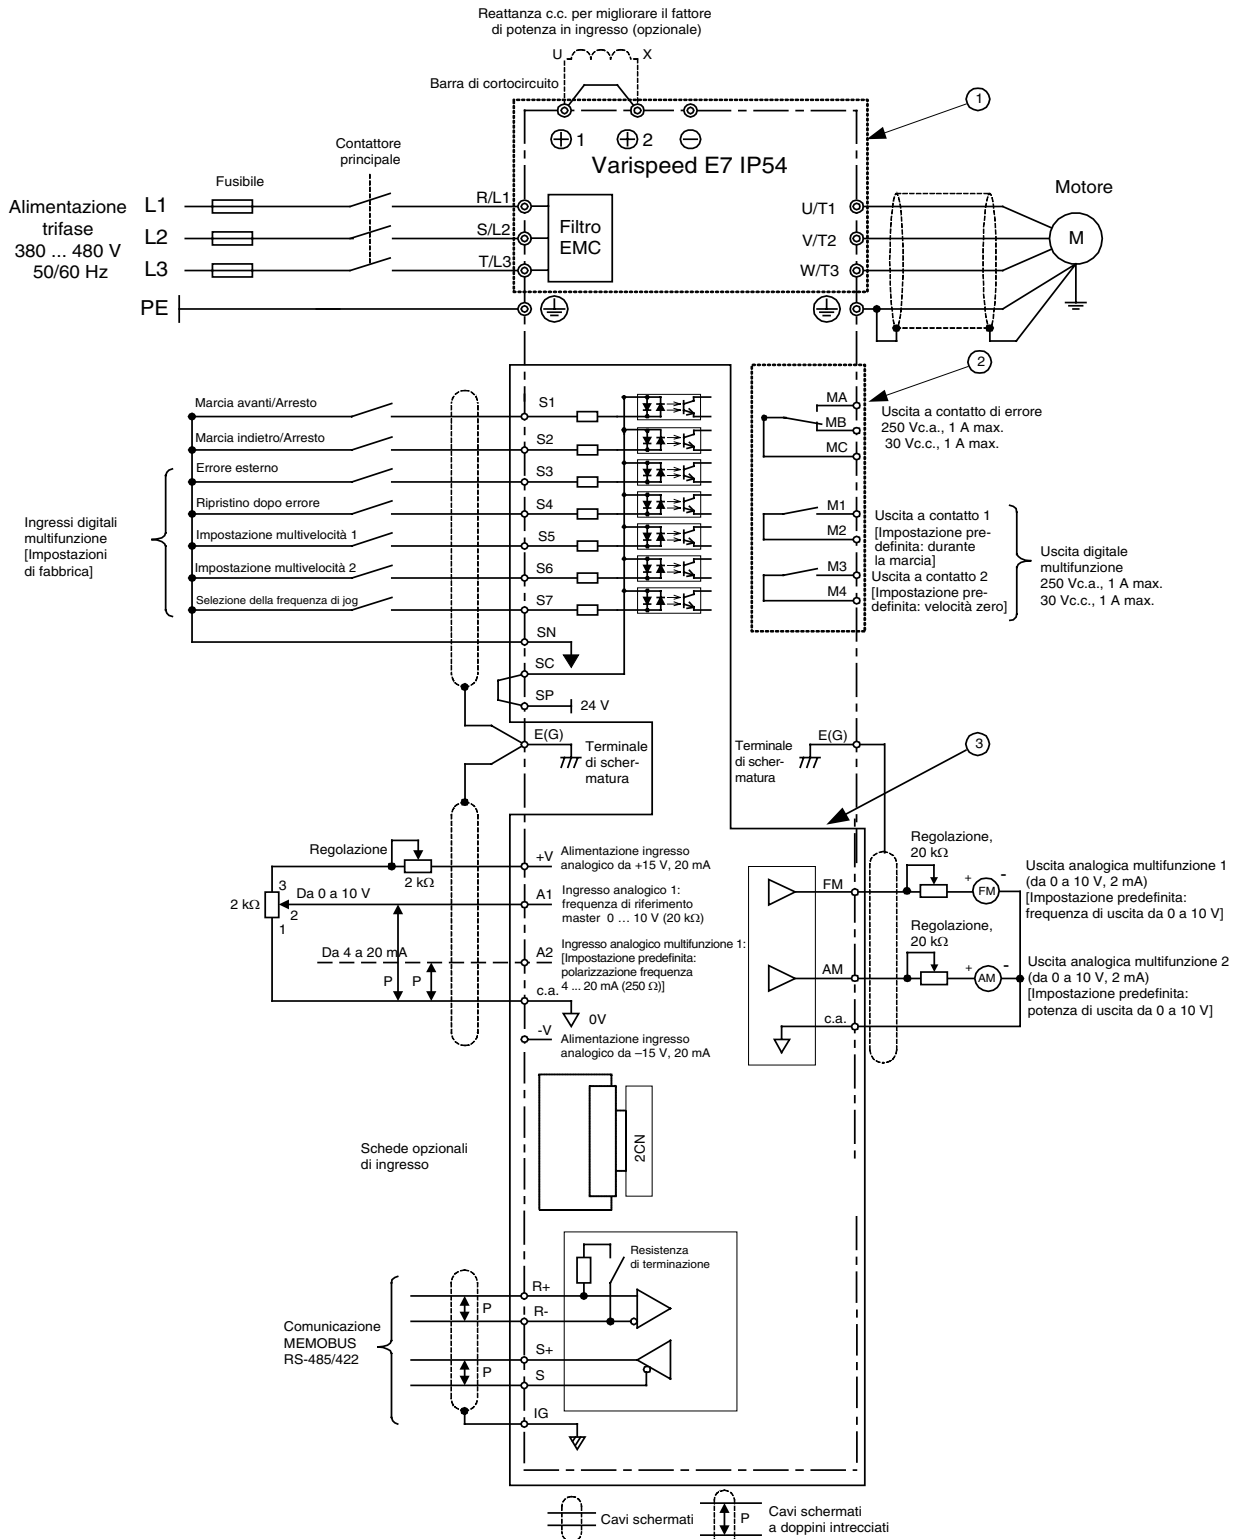 Reattanza c.c. per migliorare il fattore
di potenza in ingresso (opzionale)
U X
Barra di cortocircuito
1
1 2
Varispeed E7 IP54
Contattore
principale
Fusibile
Alimentazione
trifase
380 ... 480 V
50/60 Hz
L1
L2
L3
PE
R/L1
S/L2
T/L3
Filtro
EMC
U/T1
V/T2
W/T3
Motore
M
2
Marcia avanti/Arresto
Marcia indietro/Arresto
Errore esterno
Ripristino dopo errore
Impostazione multivelocità 1
Impostazione multivelocità 2
Selezione della frequenza di jog
Ingressi digitali
multifunzione
[Impostazioni
di fabbrica]
S1
S2
S3
S4
S5
S6
S7
SN
SC
SP
24 V
E(G)
Terminale
di scher-
matura
MA
MB
MC
Uscita a contatto di errore
250 Vc.a., 1 A max.
30 Vc.c., 1 A max.
M1
M2
M3
M4
Uscita a contatto 1
[Impostazione pre-
definita: durante
la marcia]
Uscita a contatto 2
[Impostazione pre-
definita: velocità zero]
Uscita digitale
multifunzione
250 Vc.a., 1 A max.
30 Vc.c., 1 A max.
Terminale
di scher-
matura
E(G)
3
Regolazione
2 kΩ
3
2 kΩ
2
1
Da 0 a 10 V
Da 4 a 20 mA
P P
+V
A1
A2
c.a.
0V
-V
Alimentazione ingresso
analogico da +15 V, 20 mA
Ingresso analogico 1:
frequenza di riferimento
master 0 ... 10 V (20 kΩ)
Ingresso analogico multifunzione 1:
[Impostazione predefinita:
polarizzazione frequenza
4 ... 20 mA (250 Ω)]
Alimentazione ingresso
analogico da –15 V, 20 mA
Regolazione,
20 kΩ
FM
+ FM -
Uscita analogica multifunzione 1
(da 0 a 10 V, 2 mA)
[Impostazione predefinita:
frequenza di uscita da 0 a 10 V]
Regolazione,
20 kΩ
AM
+ AM -
Uscita analogica multifunzione 2
(da 0 a 10 V, 2 mA)
[Impostazione predefinita:
potenza di uscita da 0 a 10 V]
c.a.
Schede opzionali
di ingresso
2CN
Resistenza
di terminazione
Comunicazione
MEMOBUS
RS-485/422
P
P
R+
R-
S+
S
IG
Cavi schermati
P
Cavi schermati
a doppini intrecciati